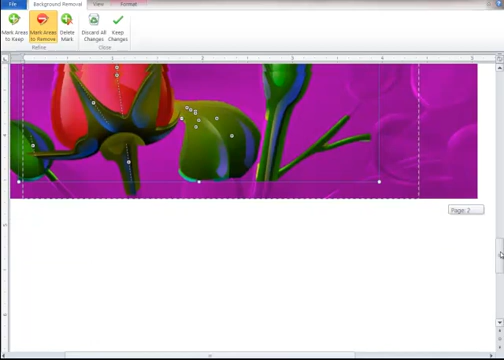 File Background Removal View Format
Mark Areas to Keep
Mark Areas to Remove
Delete Mark
Discard All Changes
Keep Changes
Refine
Close
Page: 2